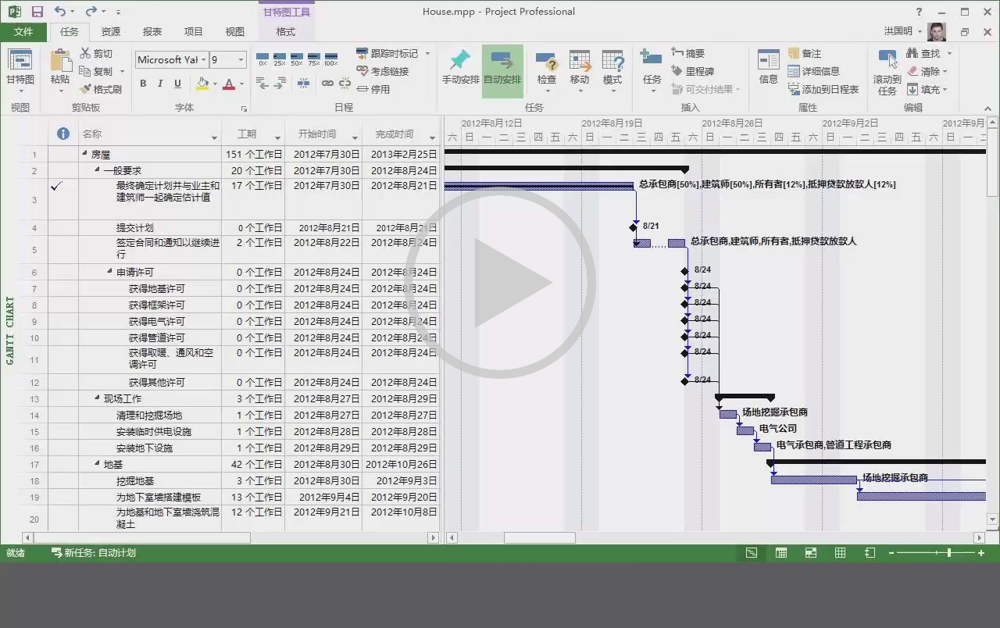 甘特图工具
House.mpp - Project Professional
?
文件 任务 资源 报表 项目 视图 格式 洪国明
甘特图 粘贴 剪切 复制 格式刷
Microsoft Yal 9
B I U A
0% 25% 50% 75% 100%
跟踪时标记 考虑链接 停用
手动安排 自动安排 检查 移动 模式
任务 摘要 里程碑 可交付结果
信息 备注 详细信息 添加到日程表
滚动到任务 查找 清除 填充
视图 剪贴板 字体 日程 任务 插入 属性 编辑
名称 工期 开始时间 完成时间
2012年8月12日 2012年8月19日 2012年8月26日 2012年9月2日 2012年9月
六 日 一 二 三 四 五 六 日 一 二 三 四 五 六 日 一 二 三 四 五 六 日 一 二 三 四 五 六 日 一
1 房屋 151 个工作日 2012年7月30日 2013年2月25日
2 一般要求 20 个工作日 2012年7月30日 2012年8月24日
3 最终确定计划并与业主和 17 个工作日 2012年7月30日 2012年8月21日 总承包商[50%],建筑师[50%],所有者[12%],抵押贷款放款人[12%]
建筑师一起确定估计值
4 提交计划 0 个工作日 2012年8月21日 2012年8月21日 8/21
5 签定合同和通知以继续进 2 个工作日 2012年8月22日 2012年8月24日 总承包商,建筑师,所有者,抵押贷款放款人
行
6 申请许可 0 个工作日 2012年8月24日 2012年8月24日 8/24
7 获得地基许可 0 个工作日 2012年8月24日 2012年8月24日 8/24
8 获得框架许可 0 个工作日 2012年8月24日 2012年8月24日 8/24
9 获得电气许可 0 个工作日 2012年8月24日 2012年8月24日 8/24
10 获得管道许可 0 个工作日 2012年8月24日 2012年8月24日 8/24
11 获得取暖、通风和空 0 个工作日 2012年8月24日 2012年8月24日 8/24
调许可
12 获得其他许可 0 个工作日 2012年8月24日 2012年8月24日 8/24
13 现场工作 3 个工作日 2012年8月27日 2012年8月29日
14 清理和挖掘场地 1 个工作日 2012年8月27日 2012年8月27日 场地挖掘承包商
15 安装临时供电设施 1 个工作日 2012年8月28日 2012年8月28日 电气公司
16 安装地下设施 1 个工作日 2012年8月29日 2012年8月29日 电气承包商,管道工程承包商
17 地基 42 个工作日 2012年8月30日 2012年10月26日
18 挖掘地基 3 个工作日 2012年8月30日 2012年9月3日 场地挖掘承包商
19 为地下室墙搭建模板 13 个工作日 2012年9月4日 2012年9月20日
20 为地基和地下室墙浇筑混 12 个工作日 2012年9月21日 2012年10月8日
凝土
GANTT CHART
就绪 新任务: 自动计划